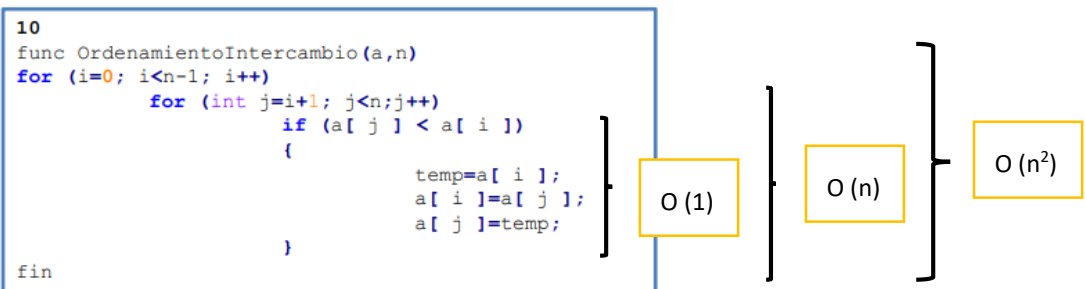 10
func OrdenamientoIntercambio(a,n)
for (i=0; i<n-1; i++)
for (int j=i+1; j<n;j++)
if (a[ j ] < a[ i ])
{
temp=a[ i ];
a[ i ]=a[ j ];
a[ j ]=temp;
}
fin
O (1)
O (n)
O (n²)